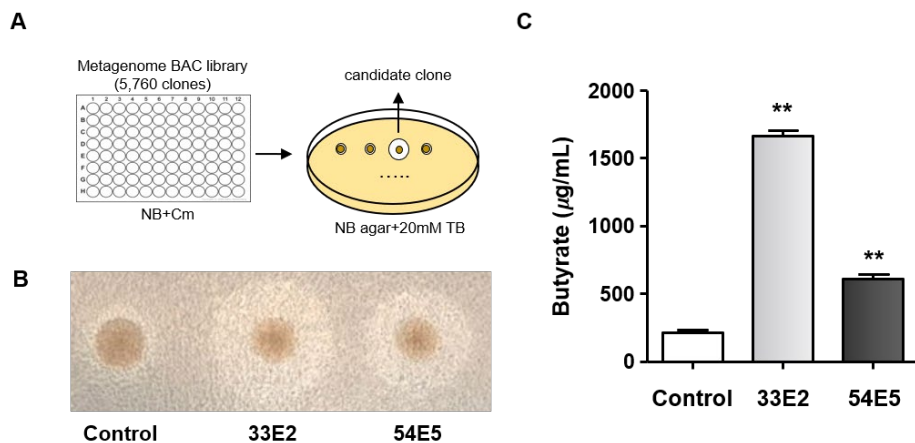 A
Metagenome BAC library
(5,760 clones)
1 2 3 4 5 6 7 8 9 10 11 12
A
B
C
D
E
F
G
H
NB+Cm
candidate clone
.....
NB agar+20mM TB
B
Control 33E2 54E5
C
Butyrate (µg/mL)
2000
1500
1000
500
0
**
**
Control 33E2 54E5